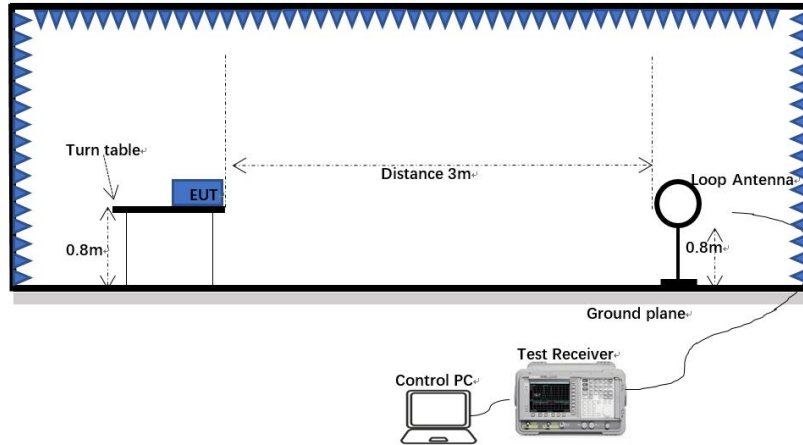 Turn table
EUT
Distance 3m
Loop Antenna
0.8m
0.8m
Ground plane
Test Receiver
Control PC